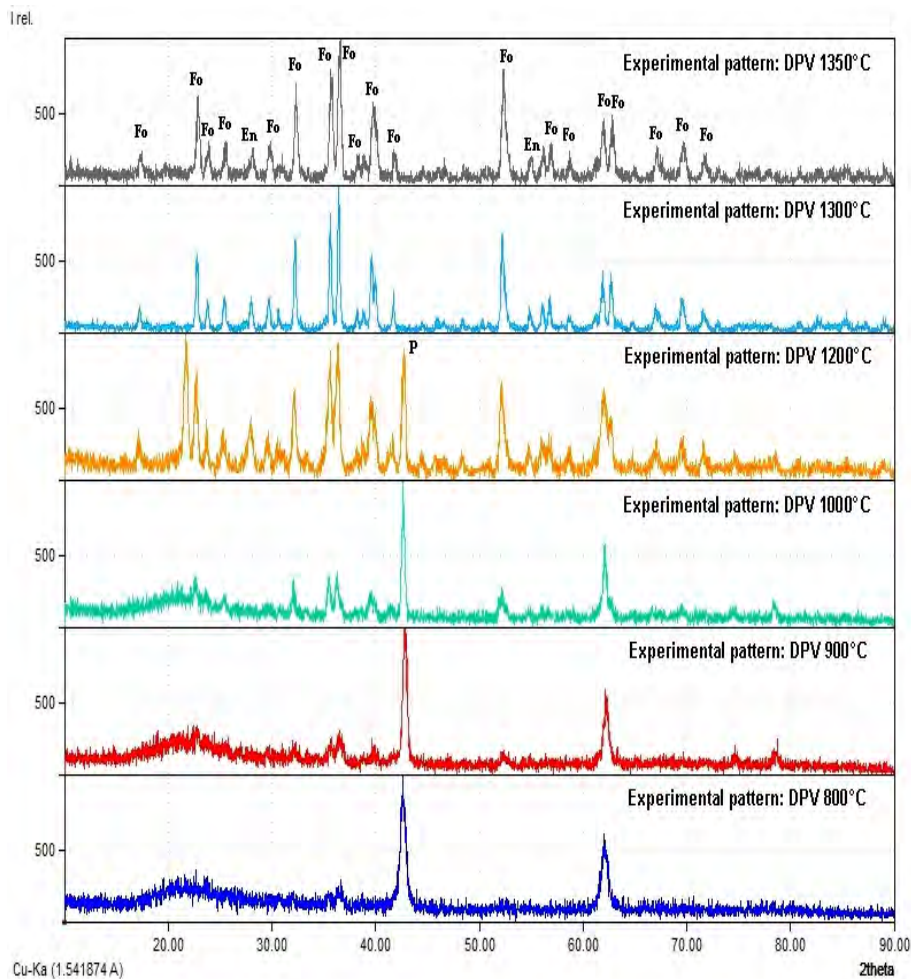 I rel.
Experimental pattern: DPV 1350°C
Fo Fo Fo Fo En Fo Fo Fo Fo Fo Fo Fo Fo En Fo Fo Fo Fo Fo Fo Fo
500
Experimental pattern: DPV 1300°C
500
Experimental pattern: DPV 1200°C
P
500
Experimental pattern: DPV 1000°C
500
Experimental pattern: DPV 900°C
500
Experimental pattern: DPV 800°C
500
20.00 30.00 40.00 50.00 60.00 70.00 80.00 90.00
Cu-Ka (1.541874 A) 2theta